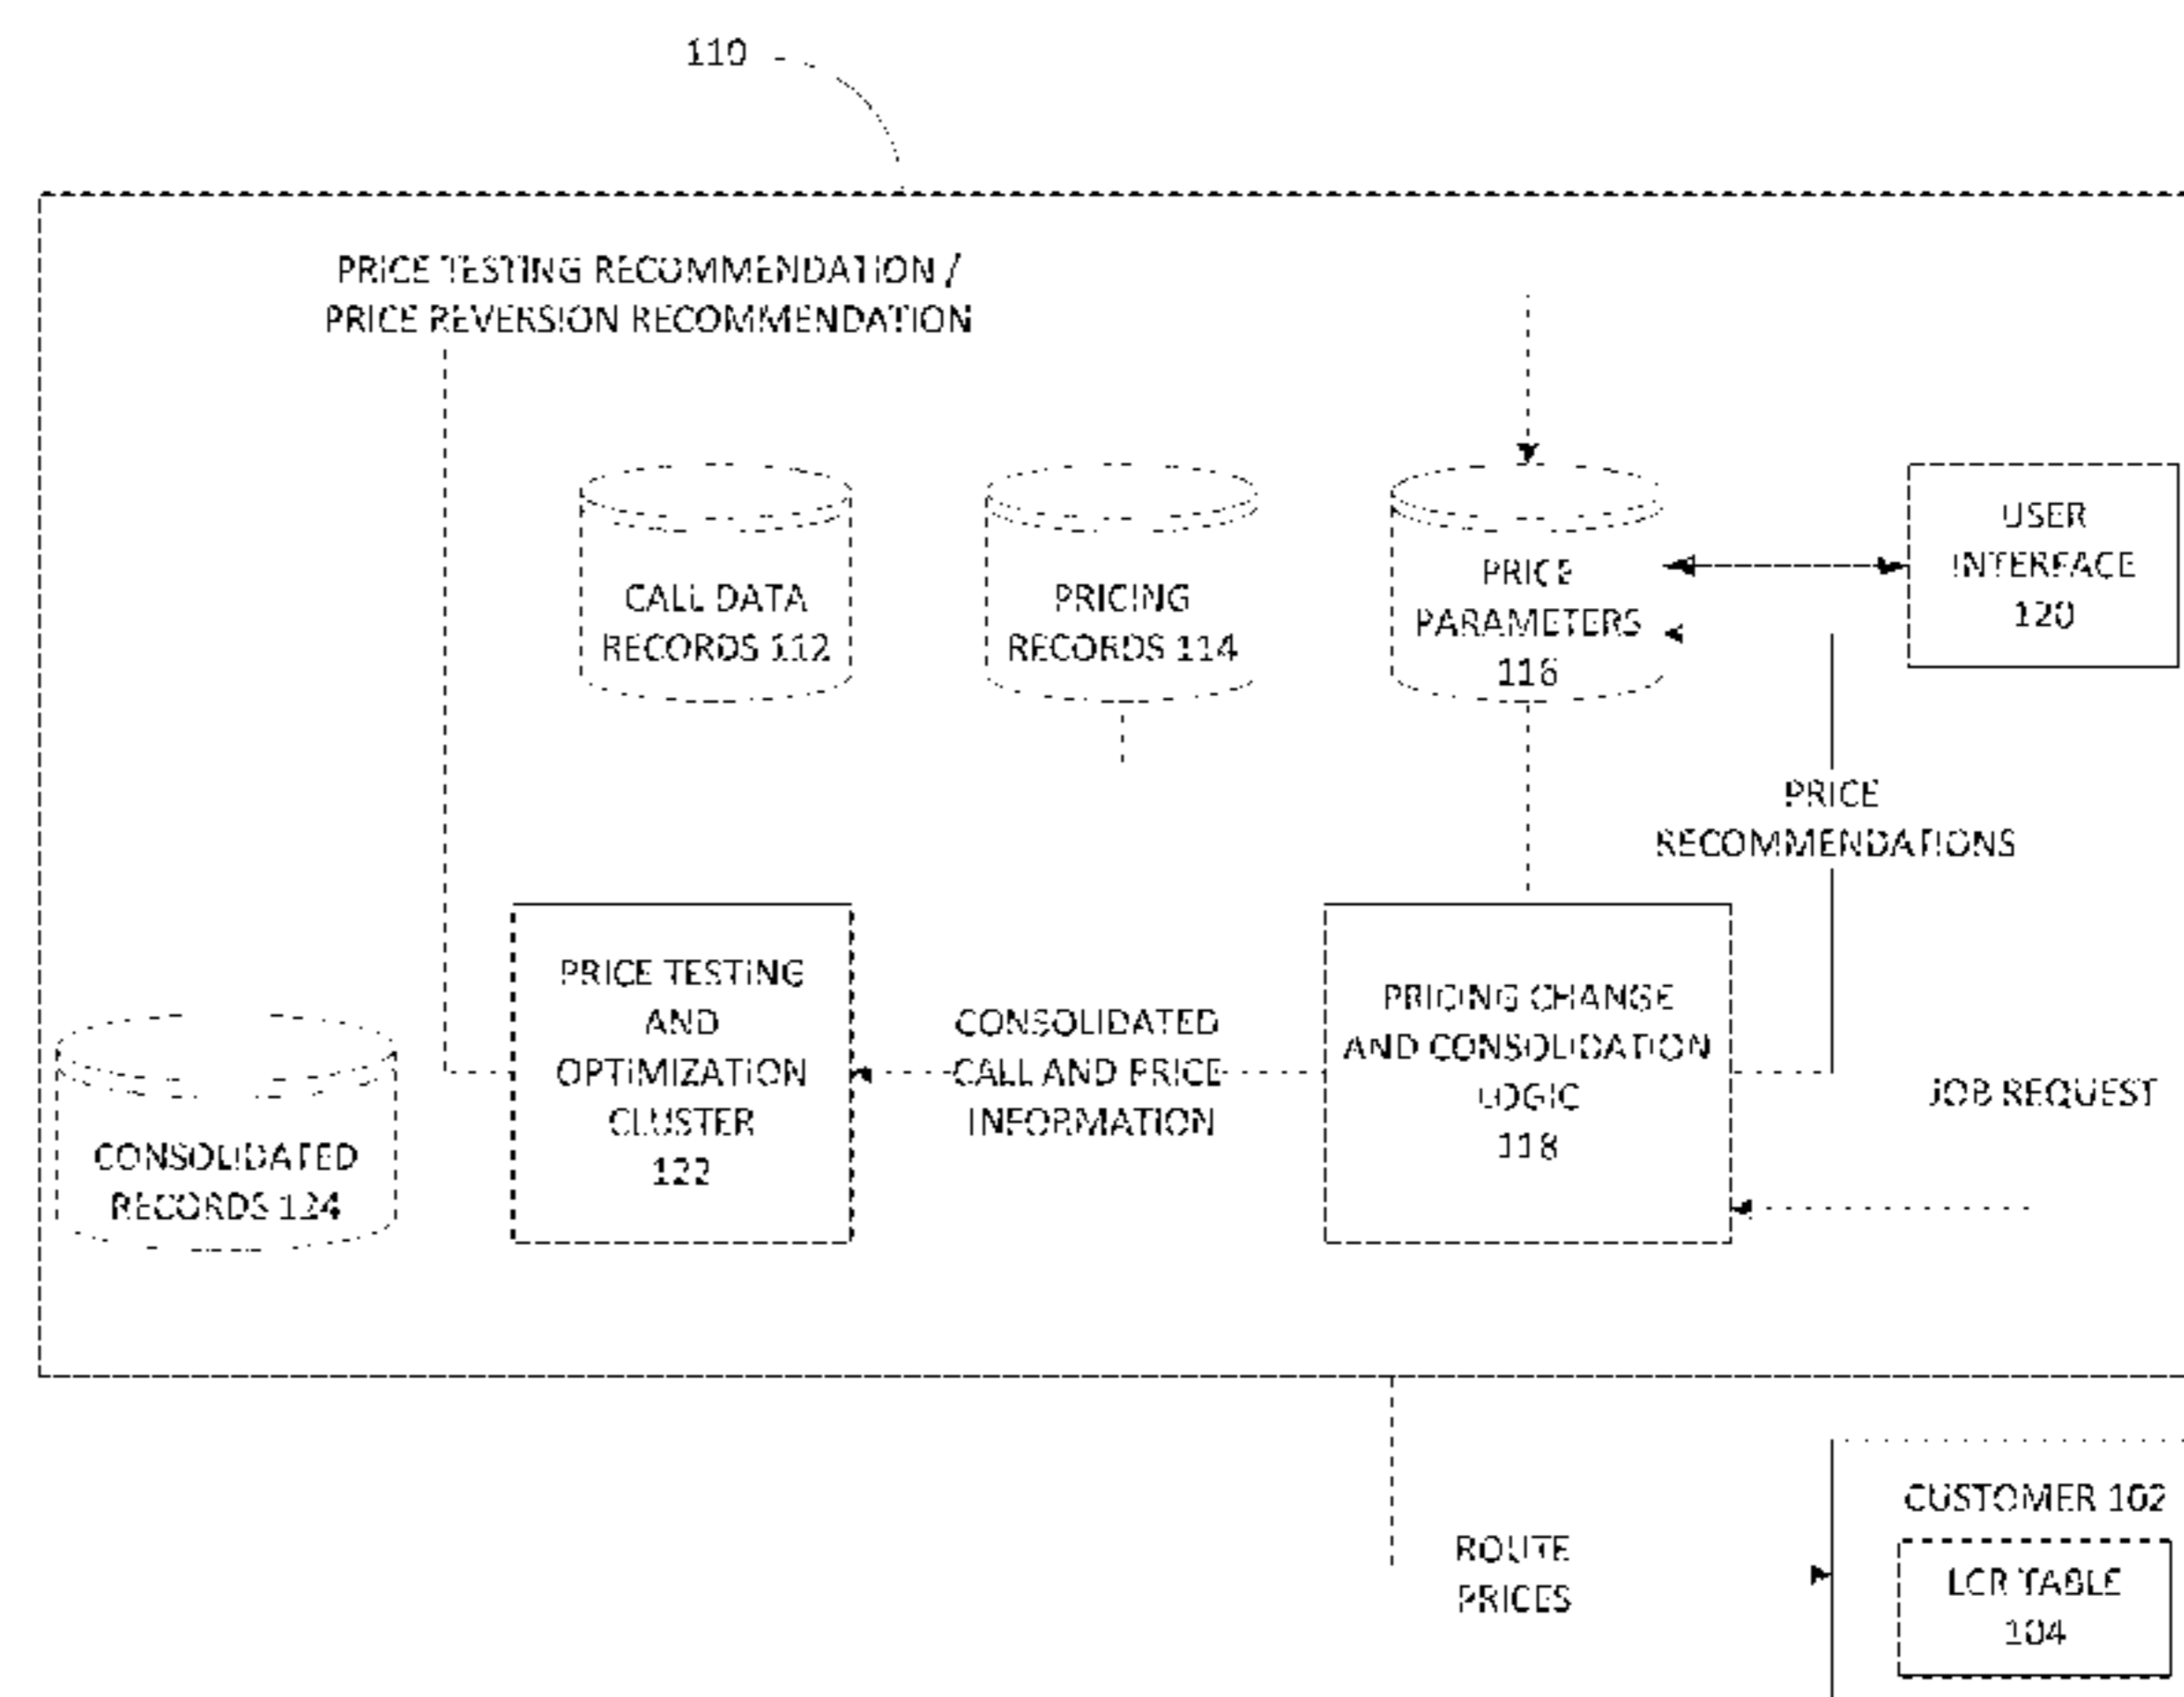 110
PRICE TESTING RECOMMENDATION /
PRICE REVERSION RECOMMENDATION
CALL DATA
RECORDS 112
PRICING
RECORDS 114
PRICE
PARAMETERS
116
USER
INTERFACE
120
PRICE
RECOMMENDATIONS
CONSOLIDATED
RECORDS 124
PRICE TESTING
AND
OPTIMIZATION
CLUSTER
122
CONSOLIDATED
CALL AND PRICE
INFORMATION
PRICING CHANGE
AND CONSOLIDATION
LOGIC
118
JOB REQUEST
ROUTE
PRICES
CUSTOMER 102
LCR TABLE
104